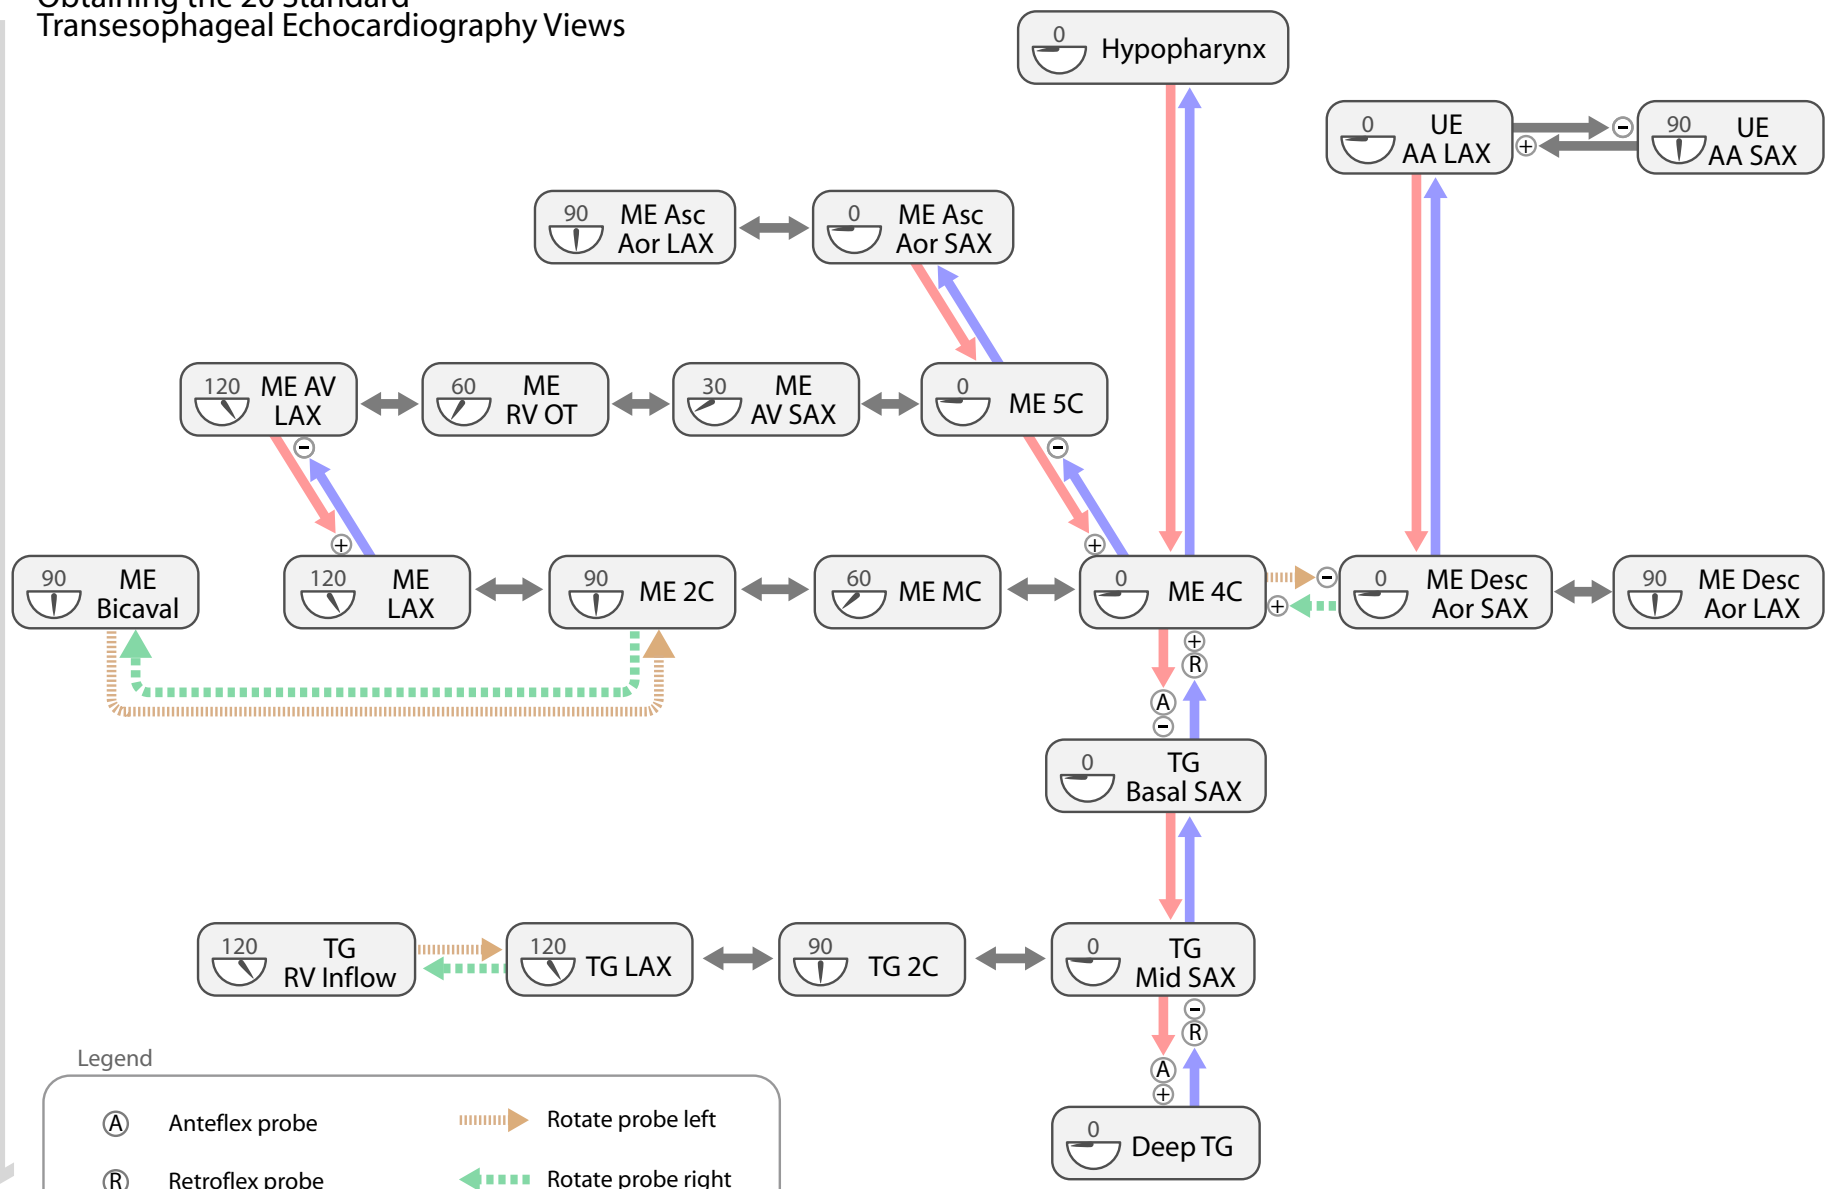 Obtaining the 20 Standard
Transesophageal Echocardiography Views
0 Hypopharynx
0 UE
AA LAX
- 
+
90 UE
AA SAX
90 ME Asc
Aor LAX
0 ME Asc
Aor SAX
120 ME AV
LAX
60 ME
RV OT
30 ME
AV SAX
0 ME 5C
-
+
-
+
90 ME
Bicaval
120 ME
LAX
90 ME 2C
60 ME MC
0 ME 4C
-
+
0 ME Desc
Aor SAX
90 ME Desc
Aor LAX
+
R
A
-
0 TG
Basal SAX
120 TG
RV Inflow
120 TG LAX
90 TG 2C
0 TG
Mid SAX
-
R
A
+
0 Deep TG
Legend
A Anteflex probe
Rotate probe left
R Retroflex probe
Rotate probe right